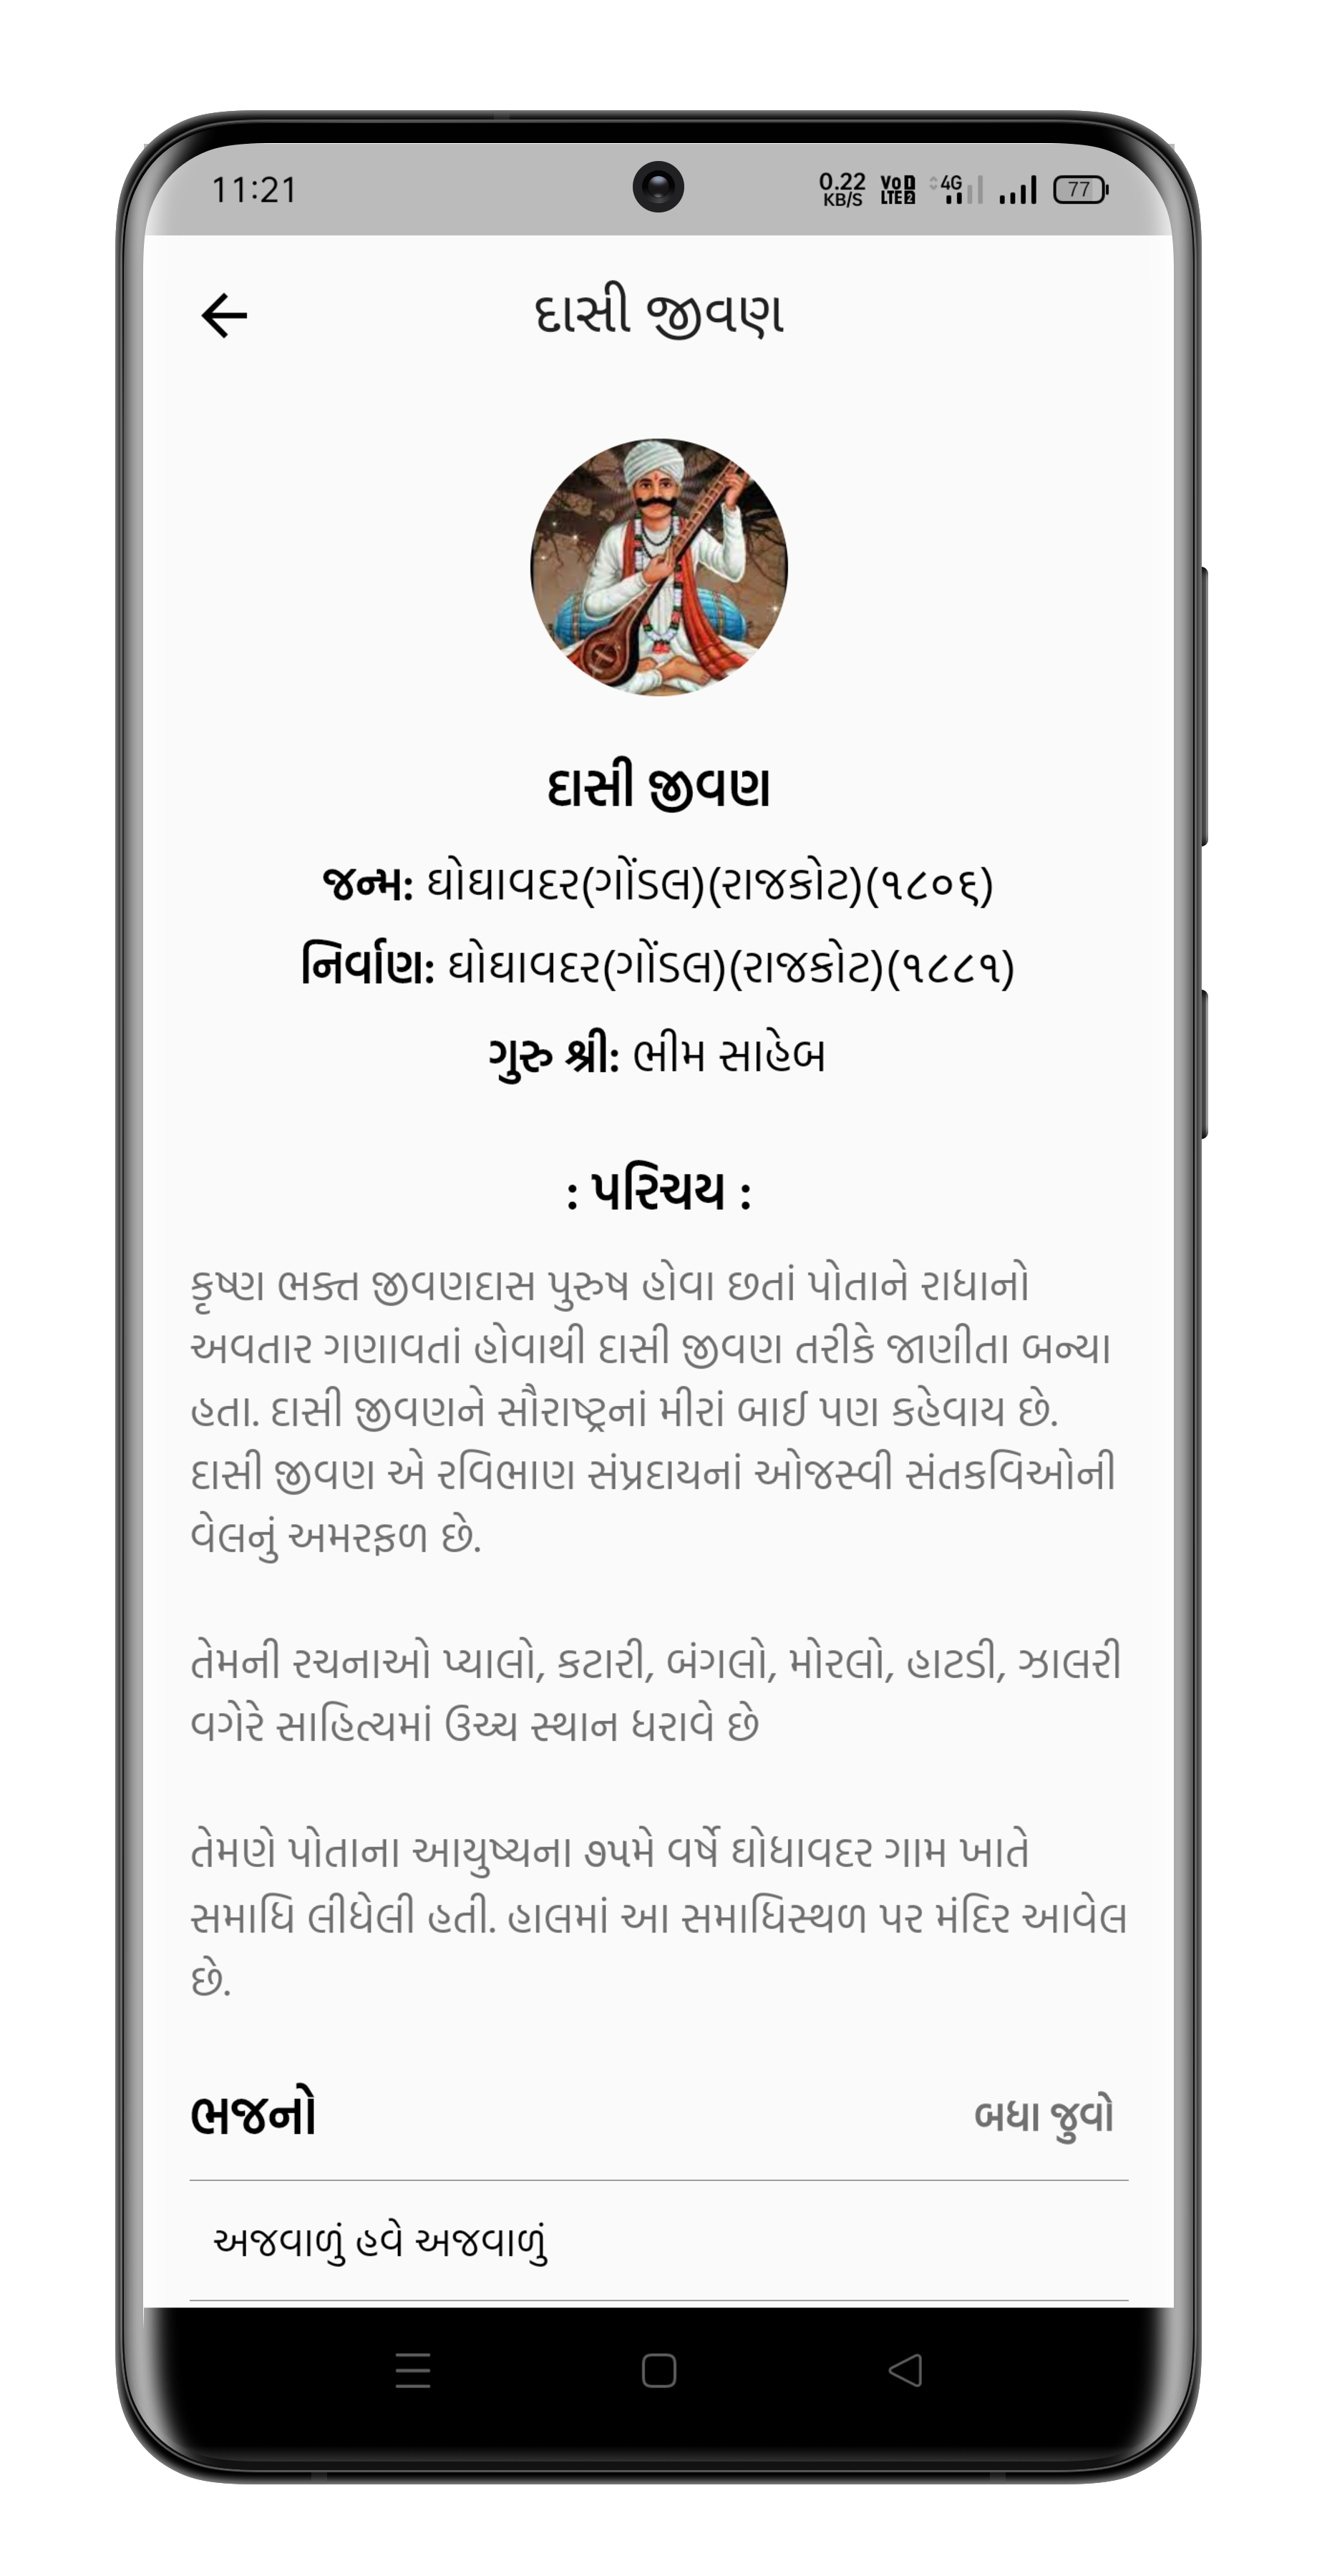 11:21
0.22 KB/S Vo 1 LTE 2 4G 77
દાસી જીવણ
દાસી જીવણ
જન્મ: ઘોઘાવદર(ગોંડલ)(રાજકોટ)(૧૮૦૬)
નિર્વાણ: ઘોઘાવદર(ગોંડલ)(રાજકોટ)(૧૮૮૧)
ગુરુ શ્રી: ભીમ સાહેબ
: પરિચય :
કૃષ્ણ ભક્ત જીવણદાસ પુરુષ હોવા છતાં પોતાને રાધાનો
અવતાર ગણાવતાં હોવાથી દાસી જીવણ તરીકે જાણીતા બન્યા
હતા. દાસી જીવણને સૌરાષ્ટ્રનાં મીરાં બાઈ પણ કહેવાય છે.
દાસી જીવણ એ રવિભાણ સંપ્રદાયનાં ઓજસ્વી સંતકવિઓની
વેલનું અમરફળ છે.
તેમની રચનાઓ પ્યાલો, કટારી, બંગલો, મોરલો, હાટડી, ઝાલરી
વગેરે સાહિત્યમાં ઉચ્ચ સ્થાન ધરાવે છે
તેમણે પોતાના આયુષ્યના ૭૫મે વર્ષે ઘોધાવદર ગામ ખાતે
સમાધિ લીધેલી હતી. હાલમાં આ સમાધિસ્થળ પર મંદિર આવેલ
છે.
ભજનો
બધા જુવો
અજવાળું હવે અજવાળું